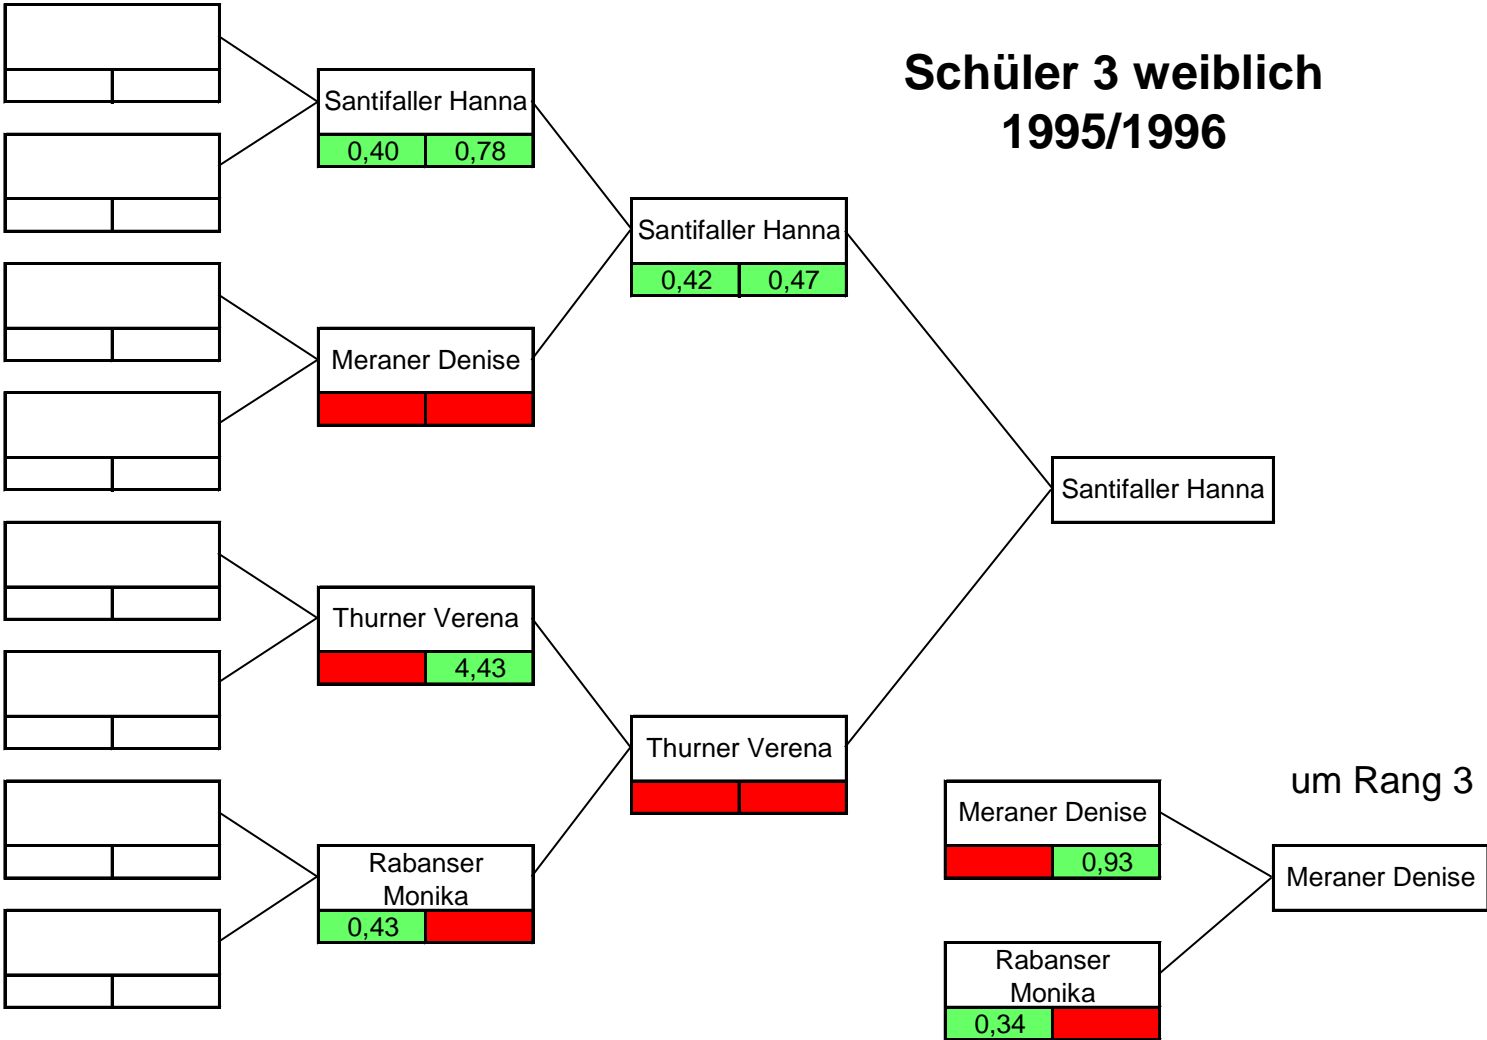 Schüler 3 weiblich
1995/1996
Santifaller Hanna
0,40 0,78
Santifaller Hanna
0,42 0,47
Meraner Denise
Santifaller Hanna
Thurner Verena
4,43
Thurner Verena
um Rang 3
Meraner Denise
0,93
Rabanser
Monika
0,43
Meraner Denise
Rabanser
Monika
0,34